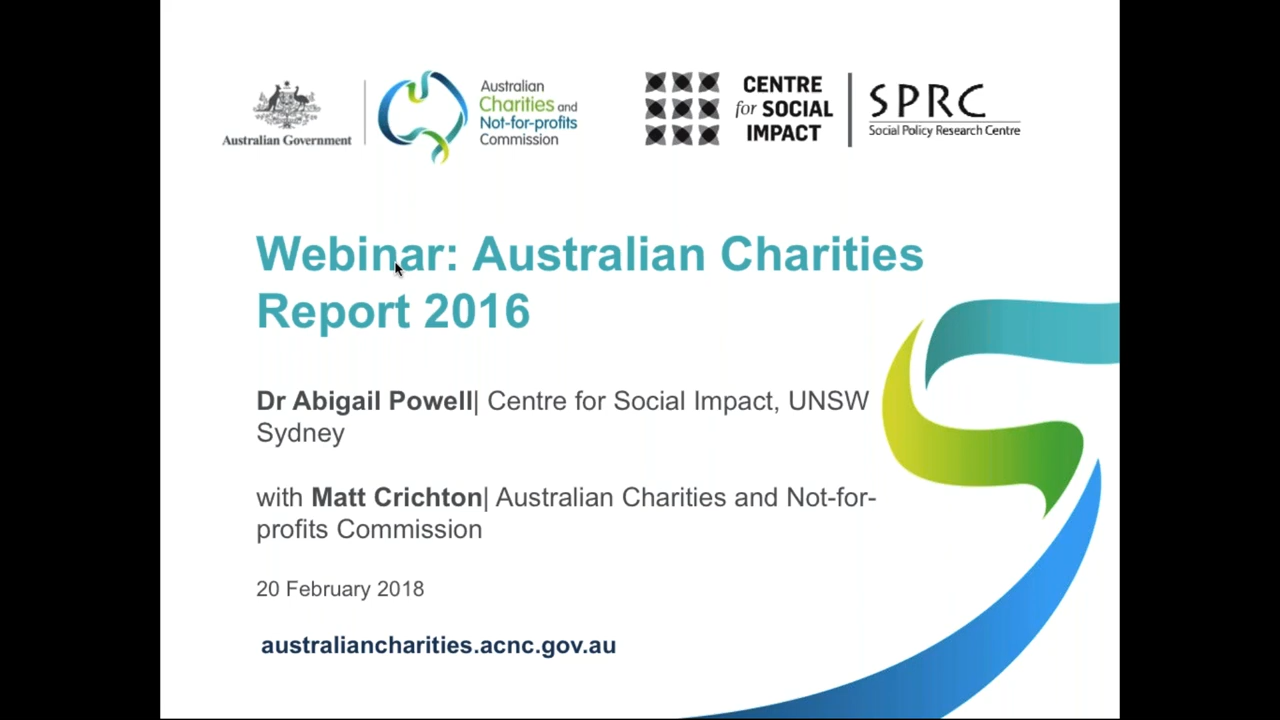 Australian Government
Australian
Charities and
Not-for-profits
Commission
CENTRE
for SOCIAL
IMPACT
SPRC
Social Policy Research Centre
Webinar: Australian Charities
Report 2016
Dr Abigail Powell| Centre for Social Impact, UNSW
Sydney
with Matt Crichton| Australian Charities and Not-for-
profits Commission
20 February 2018
australiancharities.acnc.gov.au